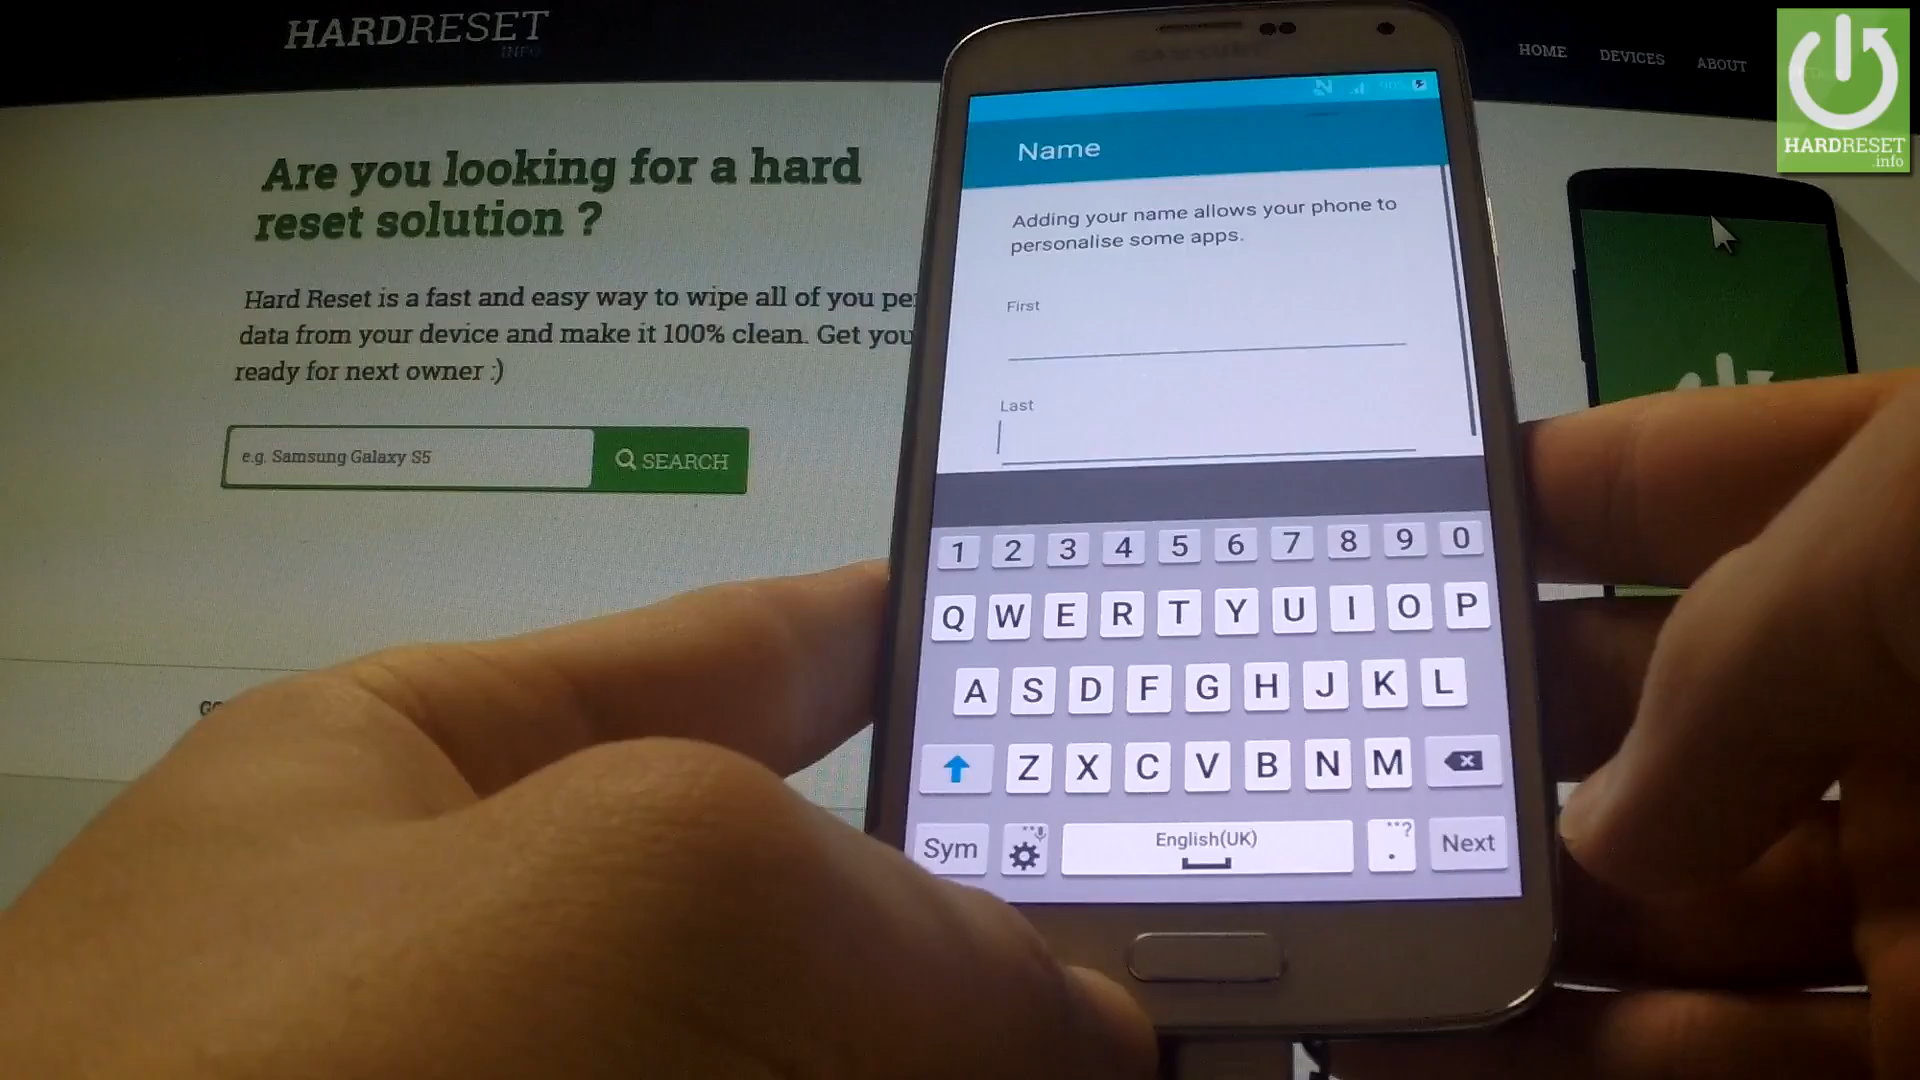 HARDRESET
INFO
HOME DEVICES ABOUT
HARDRESET
.info
Are you looking for a hard
reset solution ?
Hard Reset is a fast and easy way to wipe all of you
data from your device and make it 100% clean. Get
ready for next owner :)
e.g. Samsung Galaxy S5
SEARCH
SAMSUNG
Name
Adding your name allows your phone to
personalise some apps.
First
Last
1 2 3 4 5 6 7 8 9 0
Q W E R T Y U I O P
A S D F G H J K L
Z X C V B N M
Sym English(UK) . ? Next